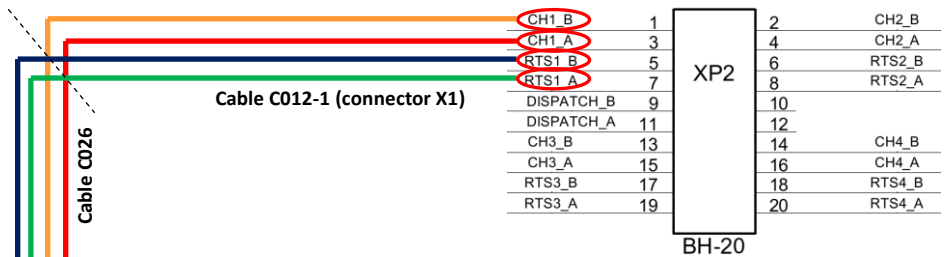 CH1_B 1 2 CH2_B
CH1_A 3 4 CH2_A
RTS1_B 5 6 RTS2_B
RTS1_A 7 8 RTS2_A
XP2
Cable C012-1 (connector X1)
DISPATCH_B 9 10
DISPATCH_A 11 12
CH3_B 13 14 CH4_B
CH3_A 15 16 CH4_A
RTS3_B 17 18 RTS4_B
RTS3_A 19 20 RTS4_A
Cable C026
BH-20